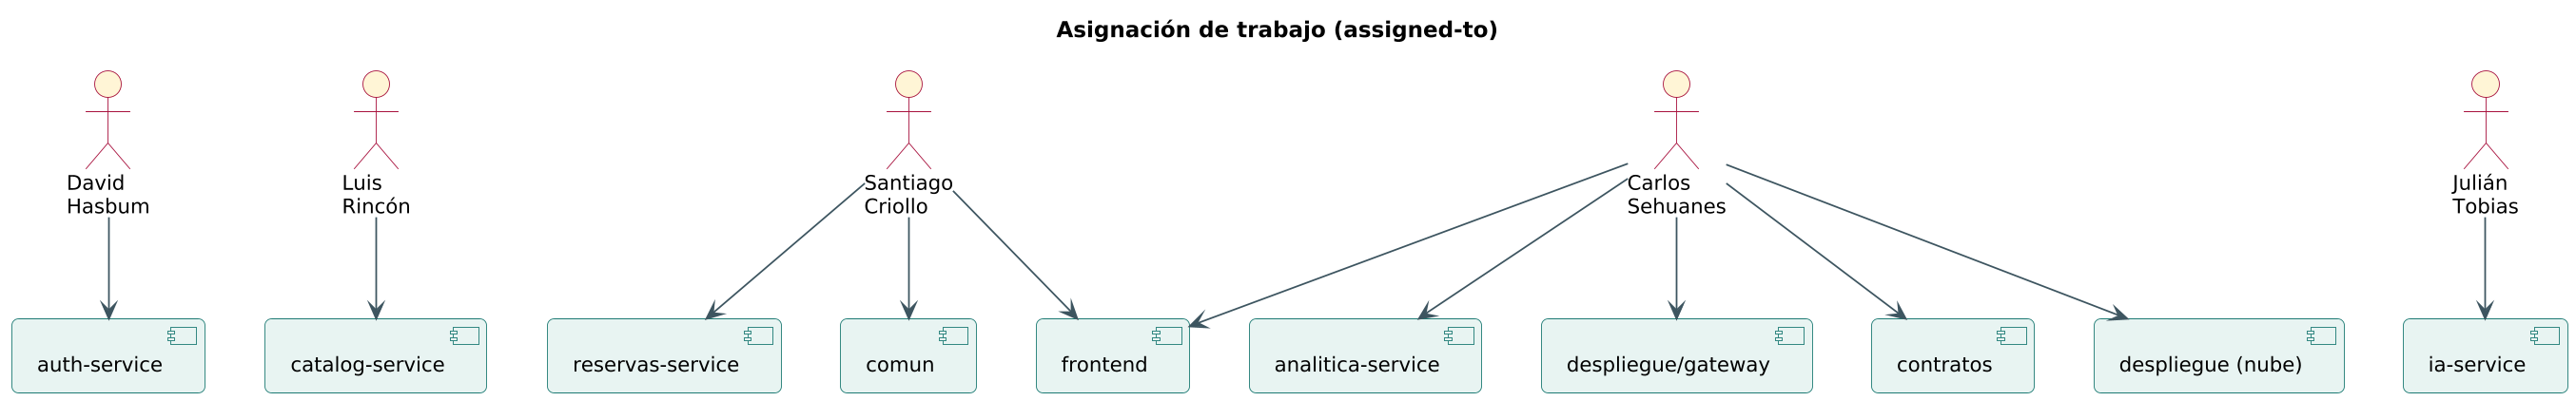 Asignación de trabajo (assigned-to)
David
Hasbum
Luis
Rincón
Santiago
Criollo
Carlos
Sehuanes
Julián
Tobias
auth-service
catalog-service
reservas-service
comun
frontend
analitica-service
despliegue/gateway
contratos
despliegue (nube)
ia-service